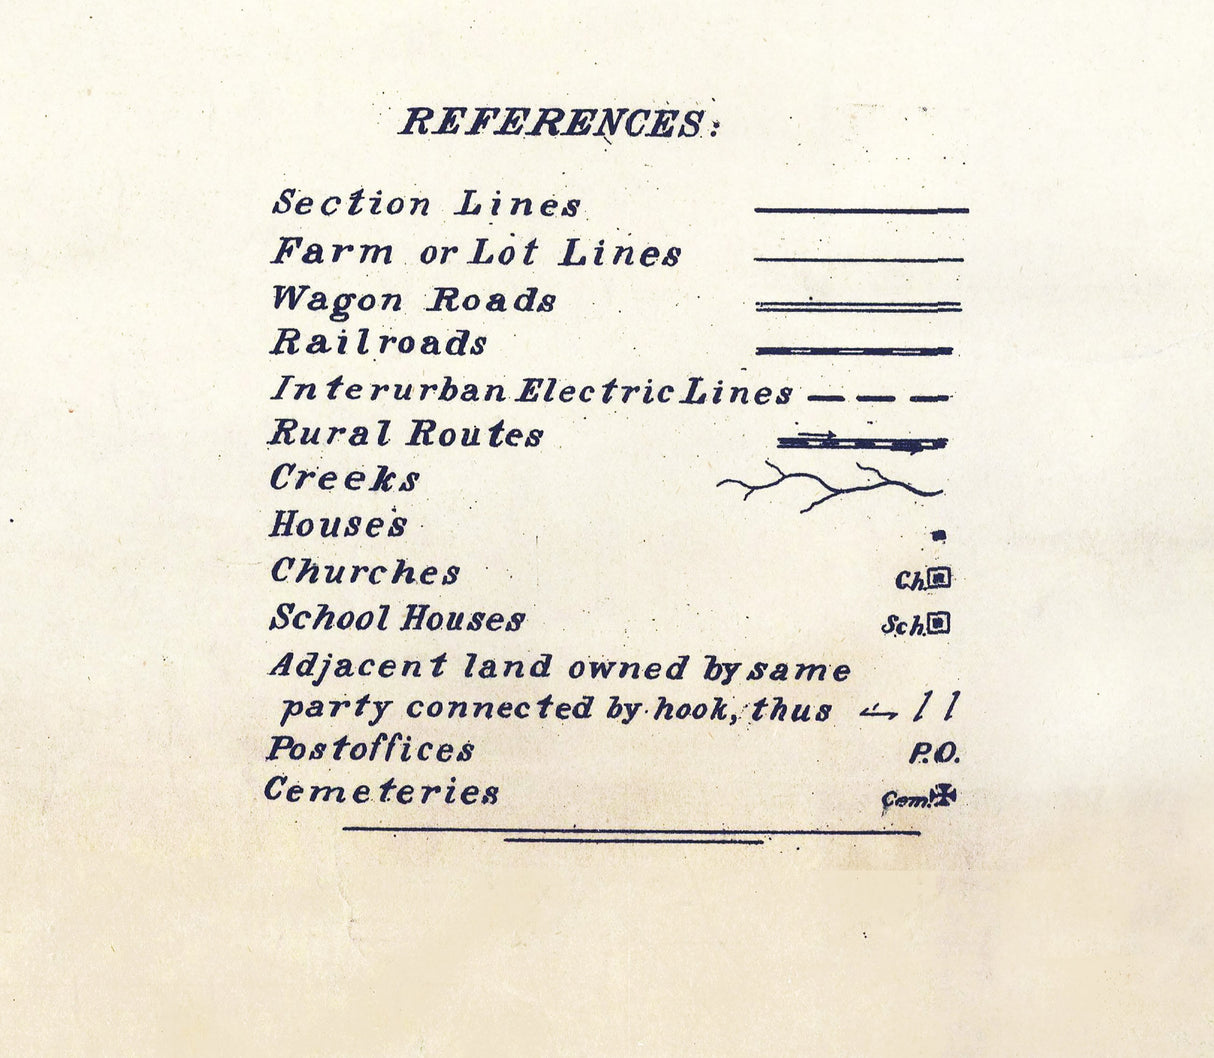 REFERENCES:
Section Lines
Farm or Lot Lines
Wagon Roads
Railroads
Interurban Electric Lines
Rural Routes
Creeks
Houses
Churches Ch.
School Houses Sch.
Adjacent land owned by same
party connected by hook, thus
Postoffices P.O.
Cemeteries Cem.